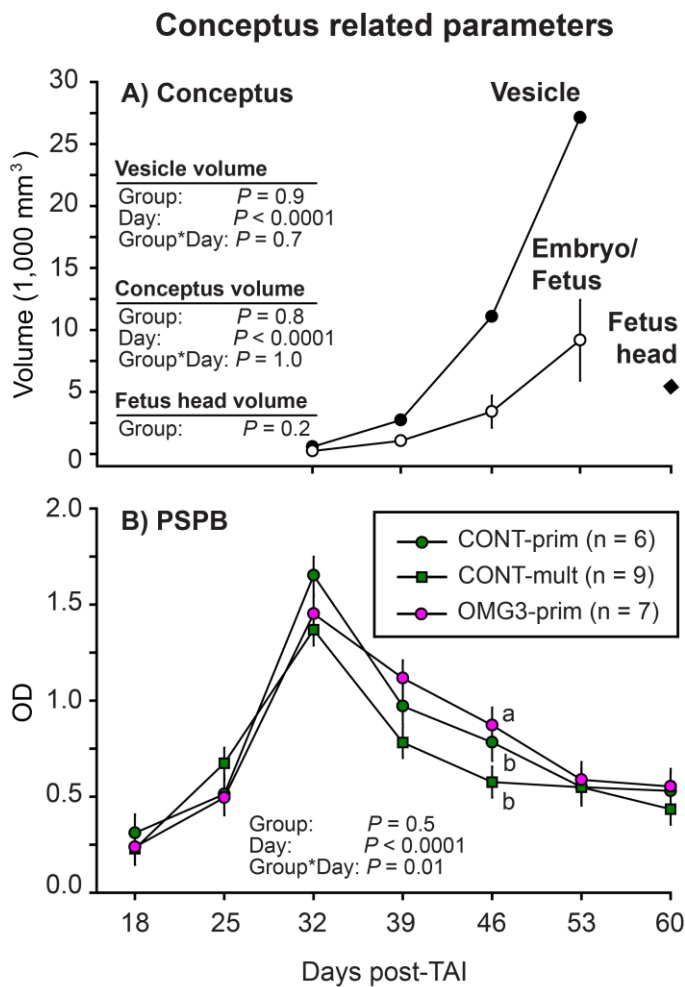 Conceptus related parameters
A) Conceptus
Vesicle
Vesicle volume
Group: P = 0.9
Day: P < 0.0001
Group*Day: P = 0.7
Embryo/
Fetus
Conceptus volume
Group: P = 0.8
Day: P < 0.0001
Group*Day: P = 1.0
Fetus
head
Fetus head volume
Group: P = 0.2
Volume (1,000 mm³)
30
25
20
15
10
5
0
B) PSPB
CONT-prim (n = 6)
CONT-mult (n = 9)
OMG3-prim (n = 7)
OD
2.0
1.5
1.0
0.5
0.0
a
b
b
Group: P = 0.5
Day: P < 0.0001
Group*Day: P = 0.01
18 25 32 39 46 53 60
Days post-TAI